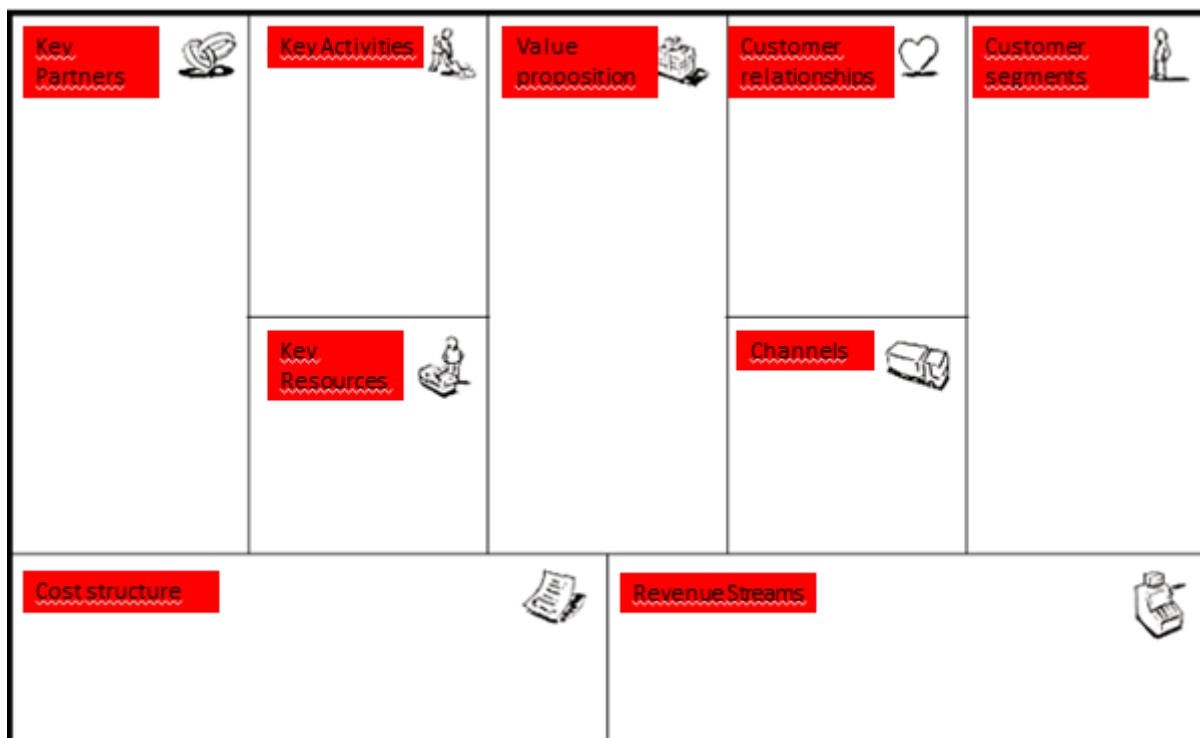 Key
Partners
Key Activities
Value
proposition
Customer
relationships
Customer
segments
Key
Resources
Channels
Cost structure
Revenue Streams